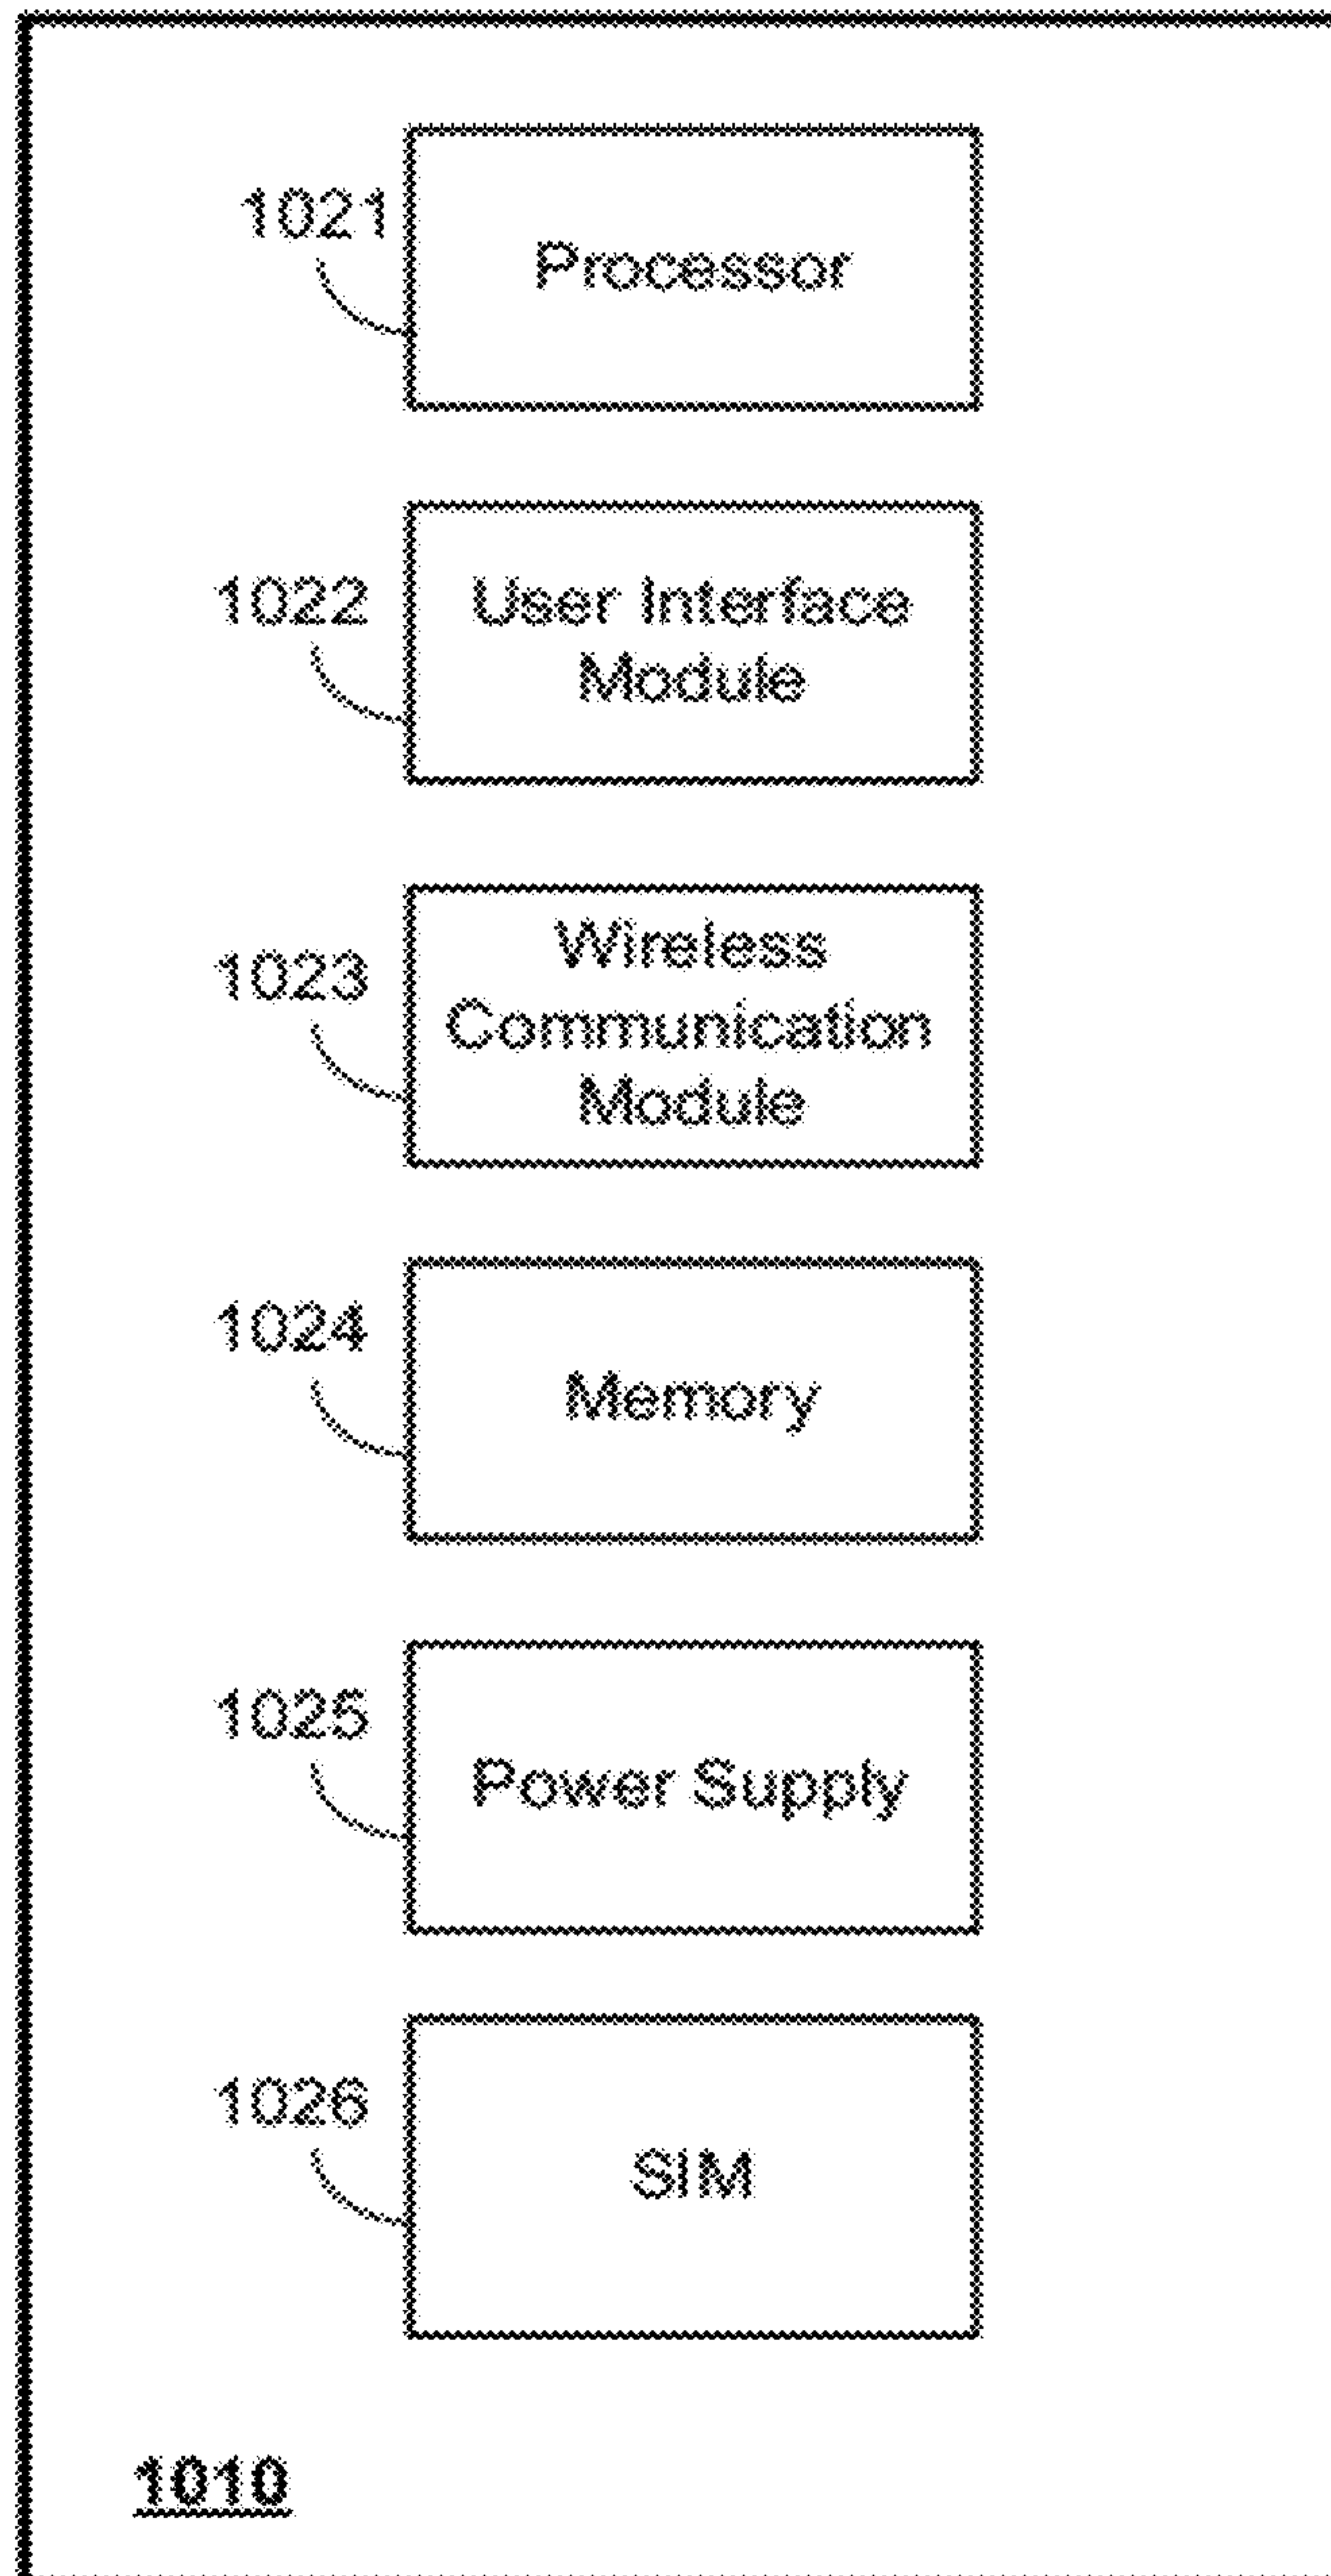 1021
Processor
1022
User Interface
Module
1023
Wireless
Communication
Module
1024
Memory
1025
Power Supply
1026
SIM
1010